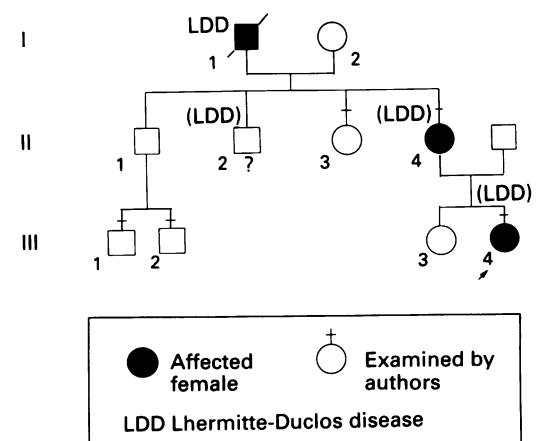 I
LDD
1
2
(LDD)
(LDD)
II
1
2 ?
3
4
(LDD)
III
1
2
3
4
Affected
female
Examined by
authors
LDD Lhermitte-Duclos disease